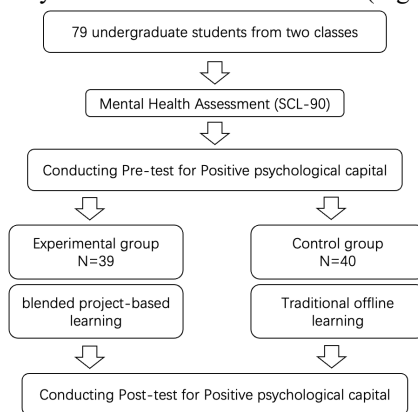 79 undergraduate students from two classes
Mental Health Assessment (SCL-90)
Conducting Pre-test for Positive psychological capital
Experimental group
N=39
Control group
N=40
blended project-based
learning
Traditional offline
learning
Conducting Post-test for Positive psychological capital